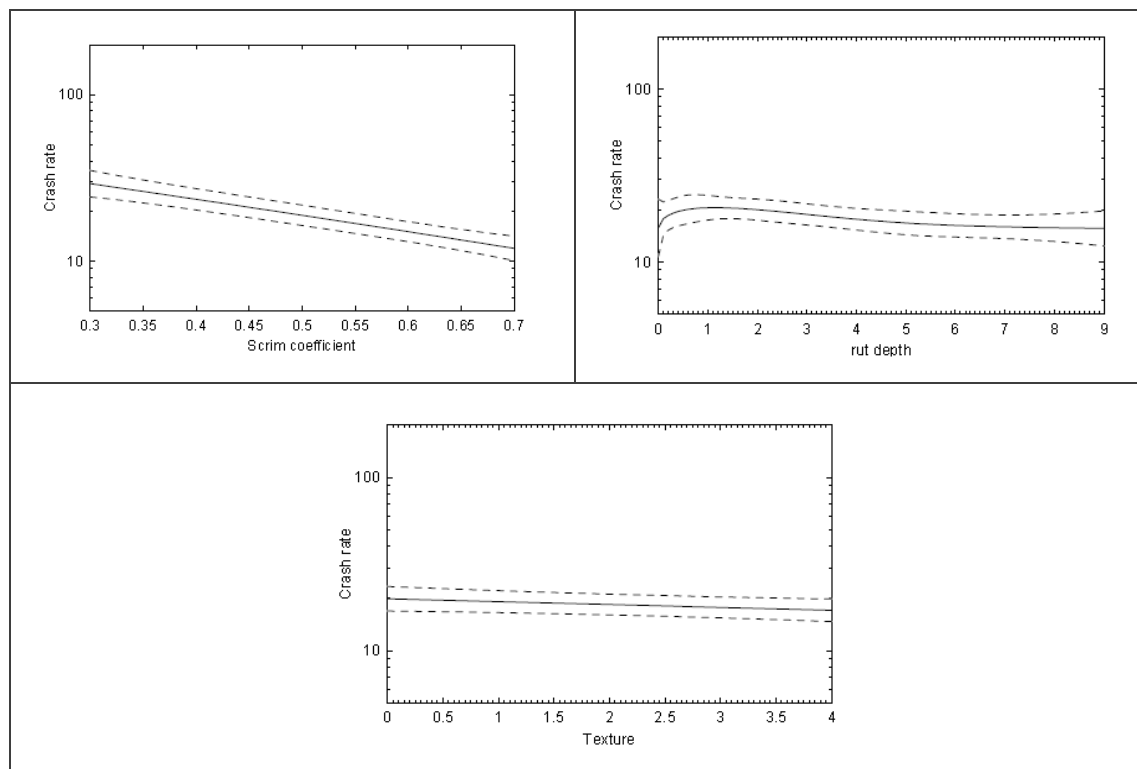 100
Crash rate
10
0.3 0.35 0.4 0.45 0.5 0.55 0.6 0.65 0.7
Scrim coefficient
100
Crash rate
10
0 1 2 3 4 5 6 7 8 9
rut depth
100
Crash rate
10
0 0.5 1 1.5 2 2.5 3 3.5 4
Texture